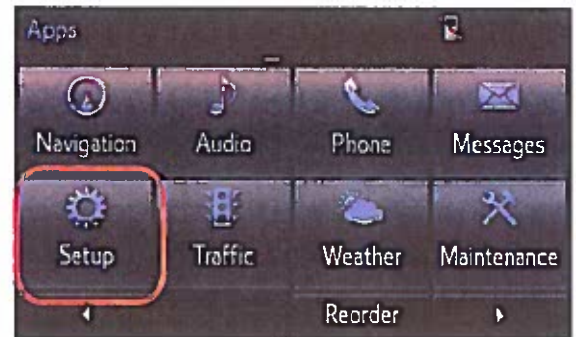 Apps
Navigation Audio Phone Messages
Setup Traffic Weather Maintenance
Reorder